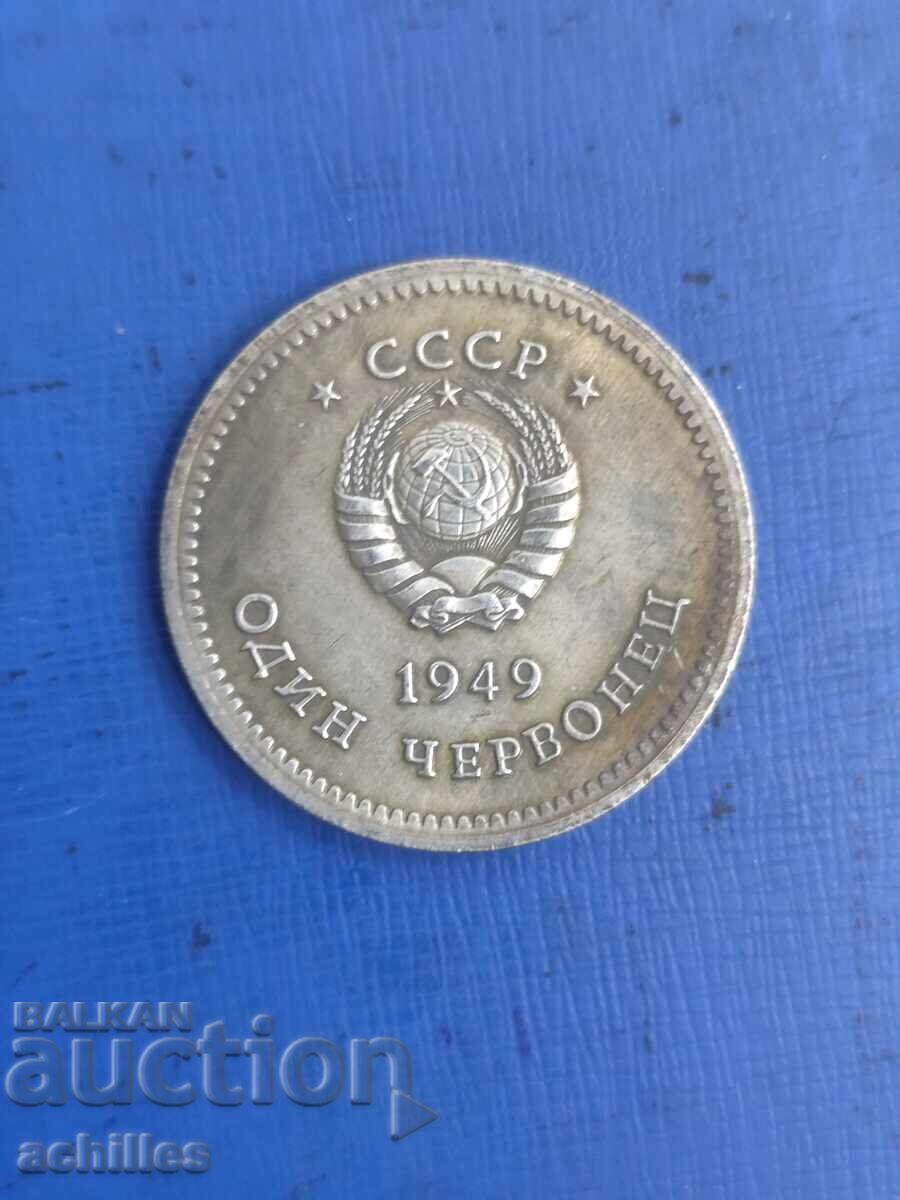 СССР
1949
ОДИН ЧЕРВОНЕЦ
BALKAN
auction
achilles